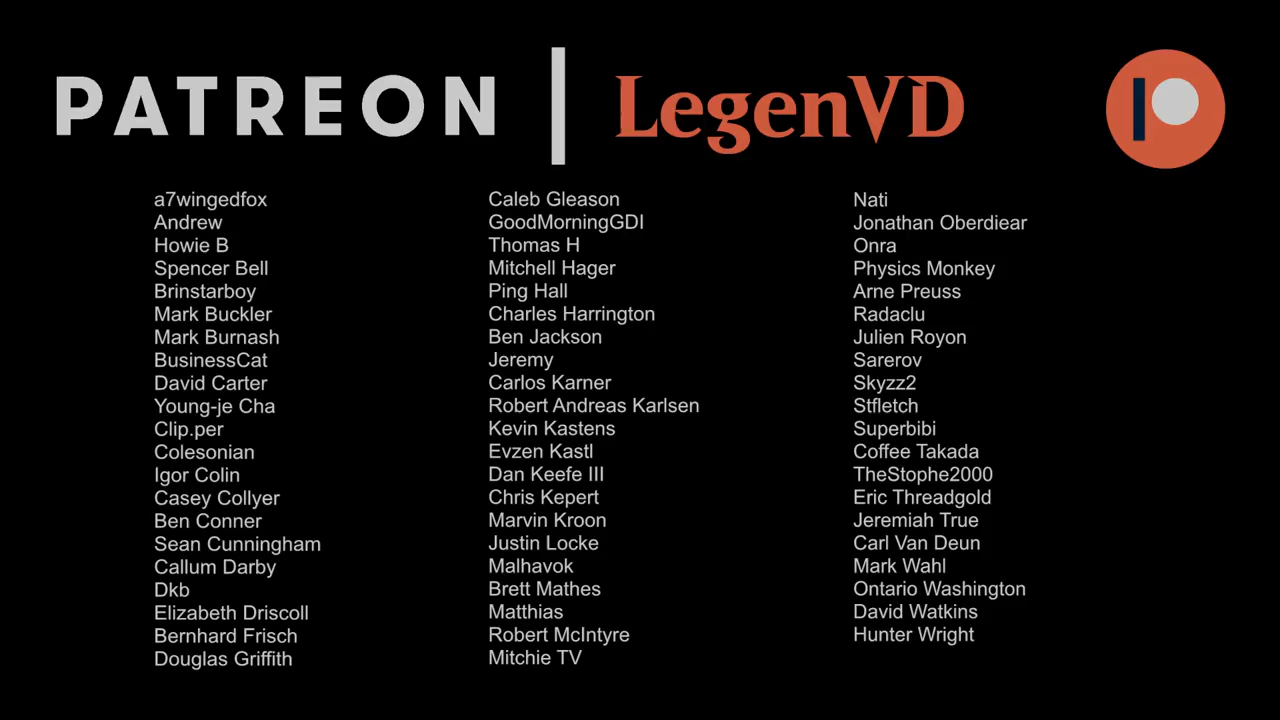 PATREON | LegenVD
a7wingedfox
Andrew
Howie B
Spencer Bell
Brinstarboy
Mark Buckler
Mark Burnash
BusinessCat
David Carter
Young-je Cha
Clip.per
Colesonian
Igor Colin
Casey Collyer
Ben Conner
Sean Cunningham
Callum Darby
Dkb
Elizabeth Driscoll
Bernhard Frisch
Douglas Griffith
Caleb Gleason
GoodMorningGDI
Thomas H
Mitchell Hager
Ping Hall
Charles Harrington
Ben Jackson
Jeremy
Carlos Karner
Robert Andreas Karlsen
Kevin Kastens
Evzen Kastl
Dan Keefe III
Chris Kepert
Marvin Kroon
Justin Locke
Malhavok
Brett Mathes
Matthias
Robert McIntyre
Mitchie TV
Nati
Jonathan Oberdiear
Onra
Physics Monkey
Arne Preuss
Radaclu
Julien Royon
Sarerov
Skyzz2
Stfletch
Superbibi
Coffee Takada
TheStophe2000
Eric Threadgold
Jeremiah True
Carl Van Deun
Mark Wahl
Ontario Washington
David Watkins
Hunter Wright